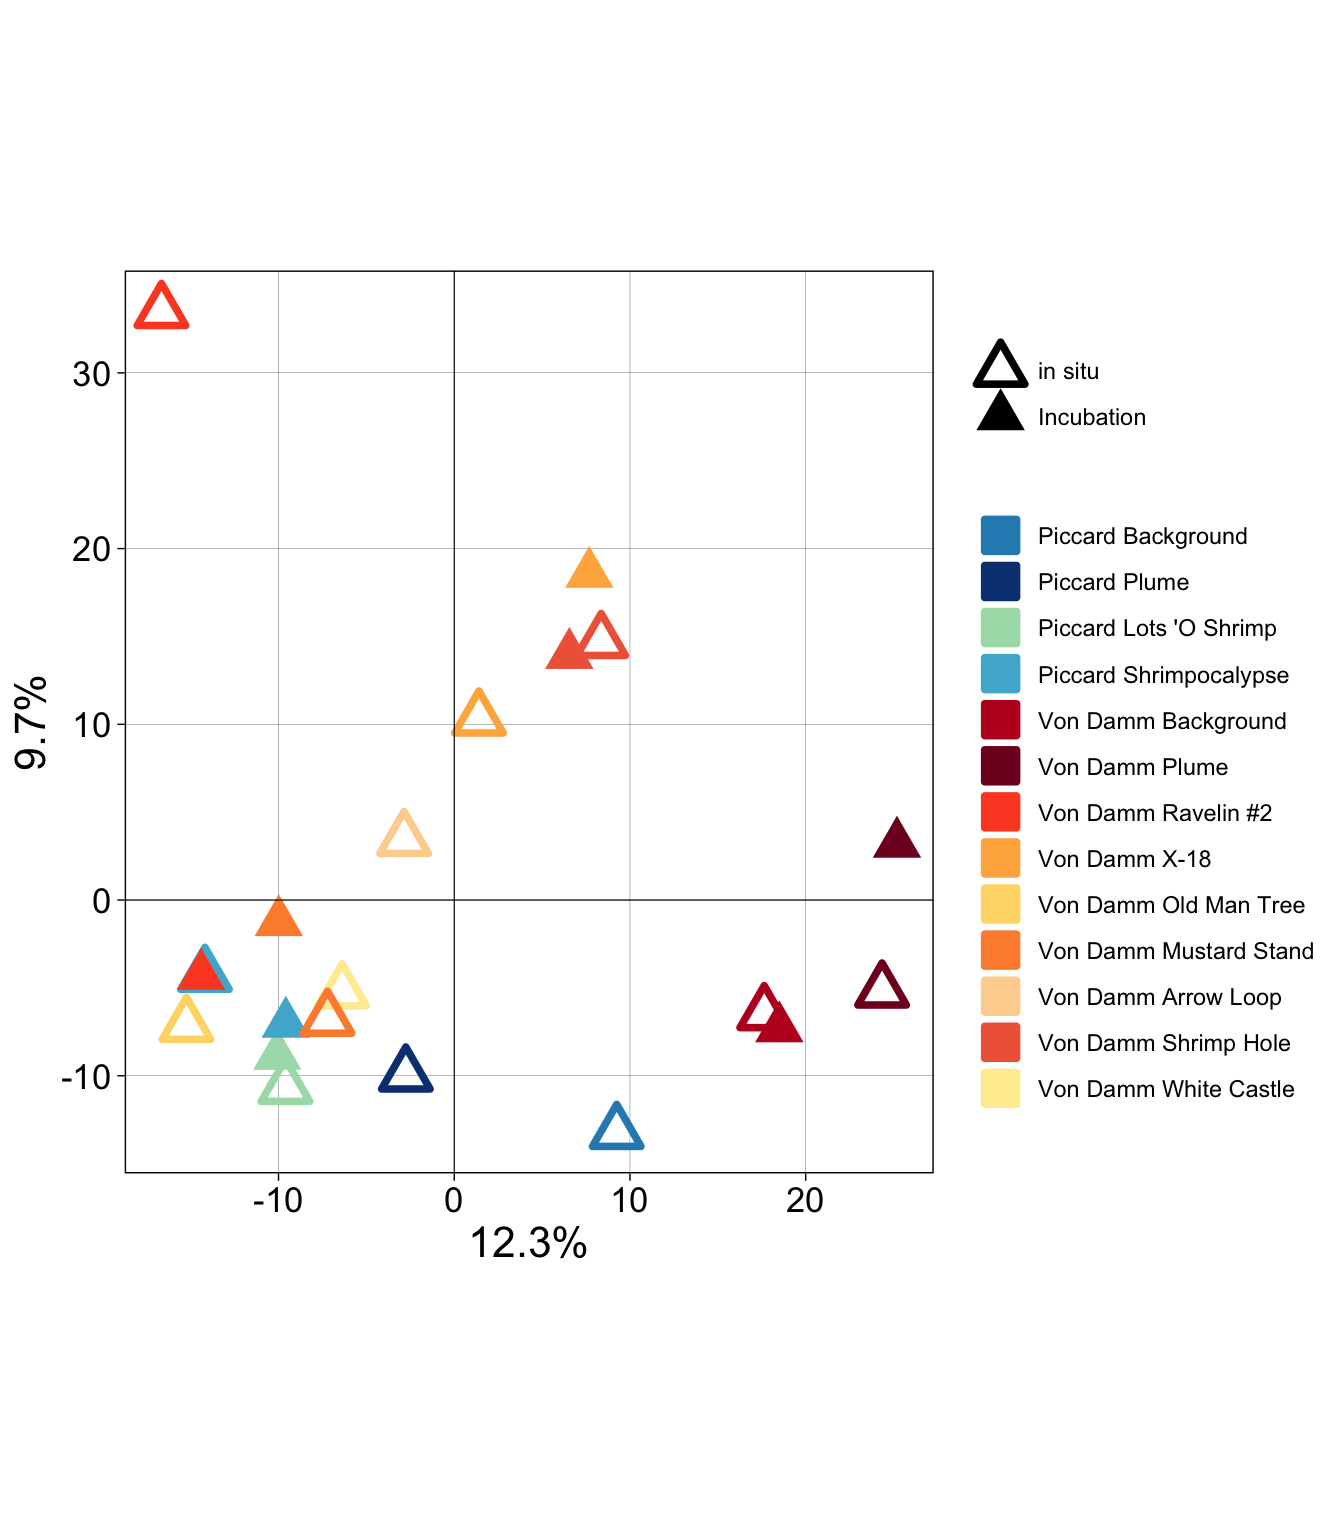 30
20
10
0
-10
9.7%
-10 0 10 20
12.3%
in situ
Incubation
Piccard Background
Piccard Plume
Piccard Lots 'O Shrimp
Piccard Shrimpocalypse
Von Damm Background
Von Damm Plume
Von Damm Ravelin #2
Von Damm X-18
Von Damm Old Man Tree
Von Damm Mustard Stand
Von Damm Arrow Loop
Von Damm Shrimp Hole
Von Damm White Castle